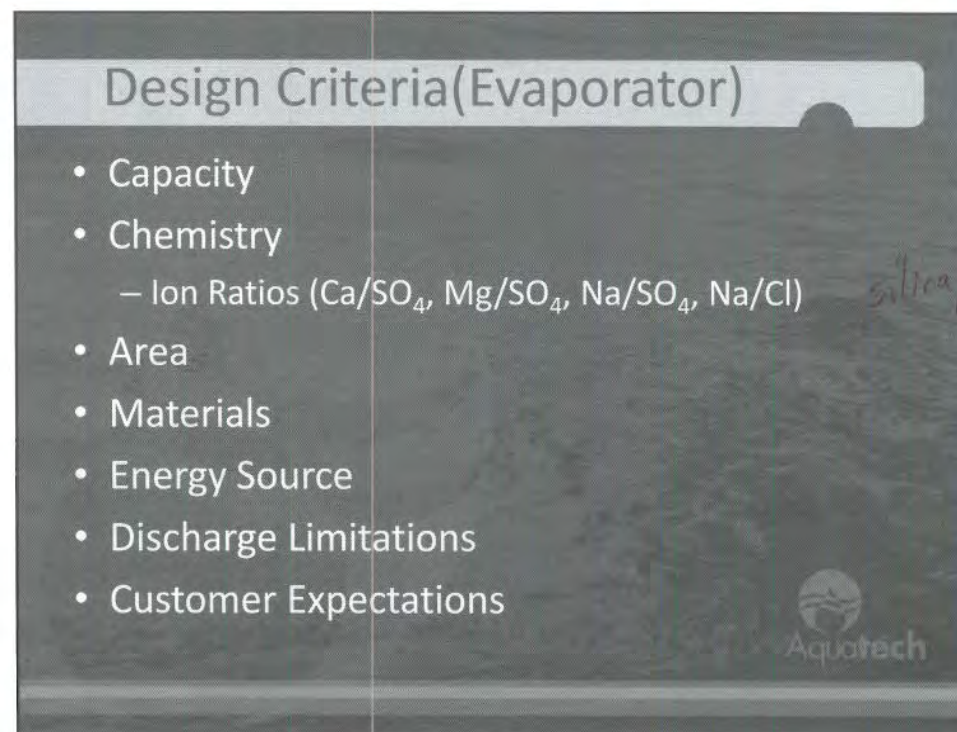 Design Criteria(Evaporator)
• Capacity
• Chemistry
– Ion Ratios (Ca/SO₄, Mg/SO₄, Na/SO₄, Na/Cl)
silica
• Area
• Materials
• Energy Source
• Discharge Limitations
• Customer Expectations
Aquatech